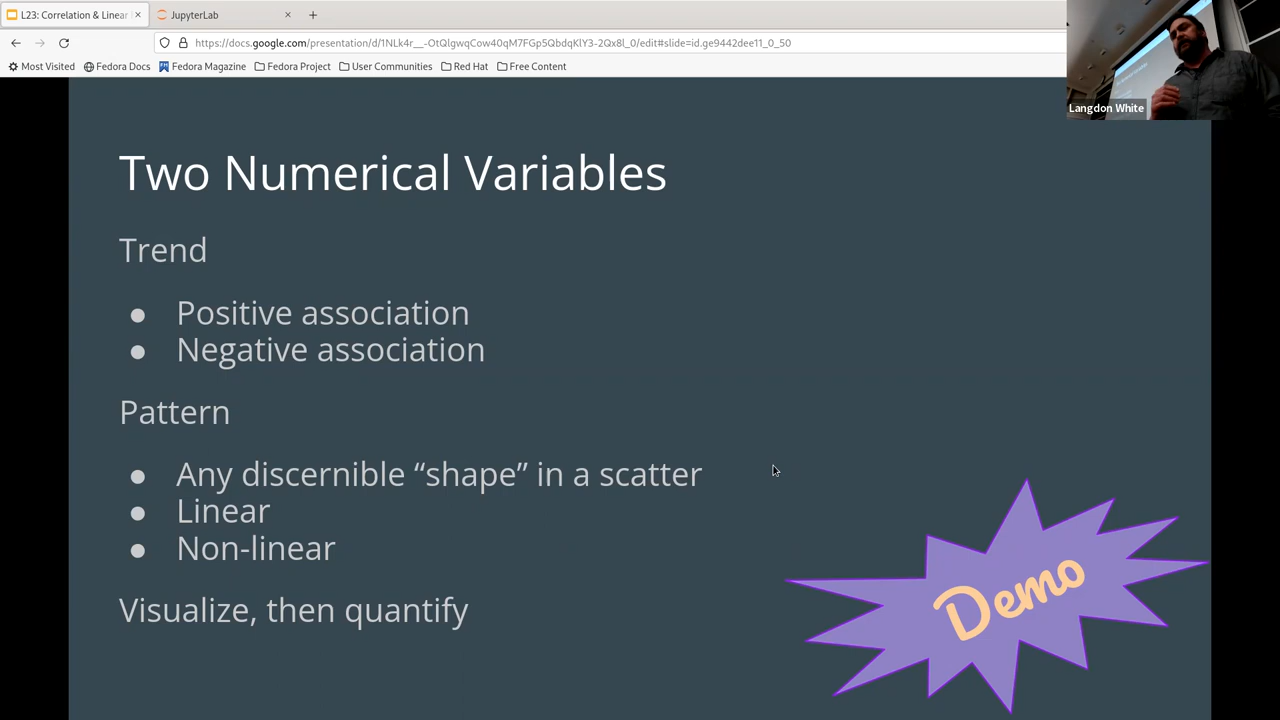 L23: Correlation & Linear
JupyterLab
https://docs.google.com/presentation/d/1NLk4r__-OtQlgwqCow40qM7FGp5QbdqKlY3-2Qx8l_0/edit#slide=id.ge9442dee11_0_50
Most Visited Fedora Docs Fedora Magazine Fedora Project User Communities Red Hat Free Content
Langdon White
Two Numerical Variables
Trend
● Positive association
● Negative association
Pattern
● Any discernible “shape” in a scatter
● Linear
● Non-linear
Visualize, then quantify
Demo